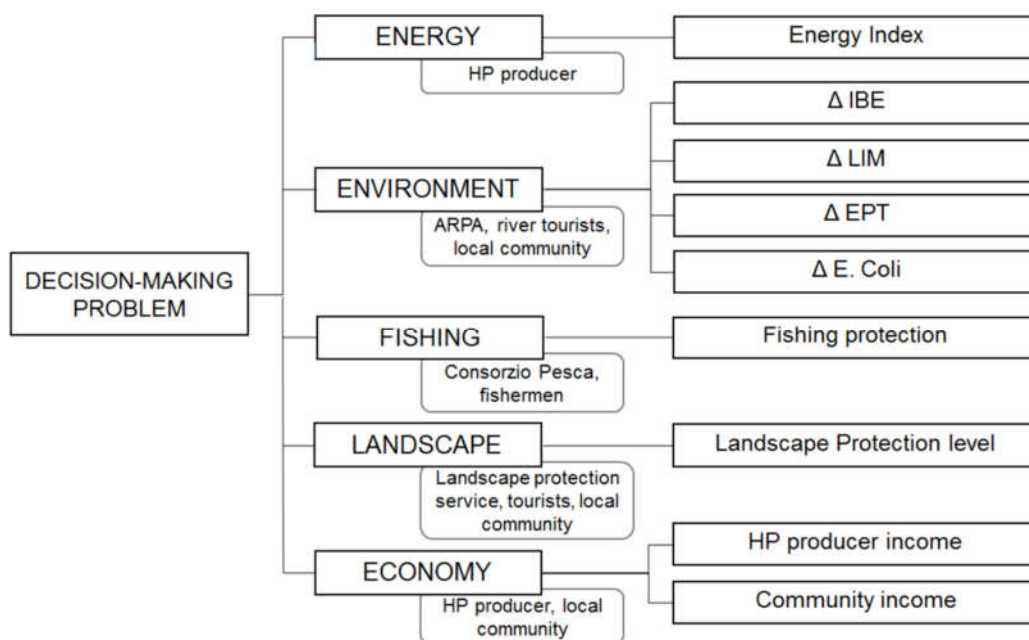 DECISION-MAKING
PROBLEM
ENERGY
HP producer
Energy Index
ENVIRONMENT
ARPA, river tourists,
local community
Δ IBE
Δ LIM
Δ EPT
Δ E. Coli
FISHING
Consorzio Pesca,
fishermen
Fishing protection
LANDSCAPE
Landscape protection
service, tourists, local
community
Landscape Protection level
ECONOMY
HP producer, local
community
HP producer income
Community income